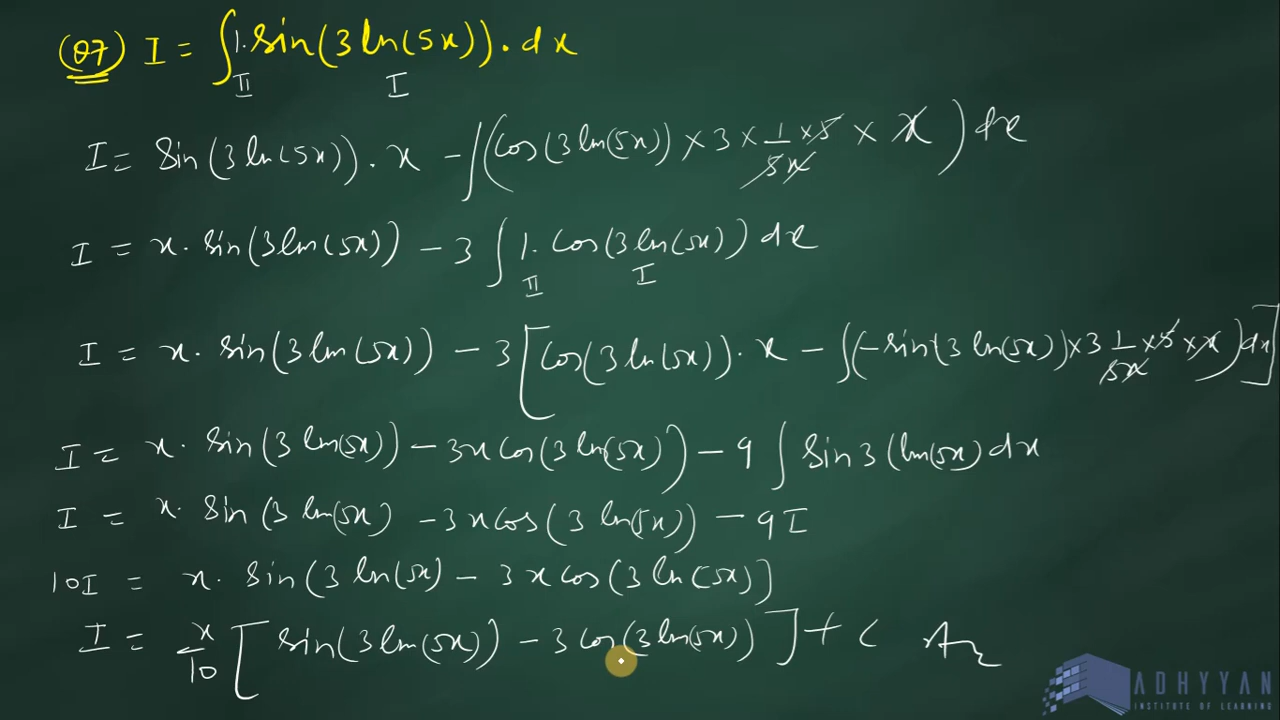 (Q7) I = ∫ 1. sin(3 ln(5x)). dx
II I
I = Sin(3 ln(5x)). x - ∫(Cos(3 ln(5x)) × 3 × 1/5x × 5 × x) dx
I = x. sin(3 ln(5x)) - 3 ∫ 1. Cos(3 ln(5x)) dx
II I
I = x. sin(3 ln(5x)) - 3 [Cos(3 ln(5x)). x - ∫(-sin(3 ln(5x)) × 3 1/5x × 5 × x) dx]
I = x. sin(3 ln(5x)) - 3x Cos(3 ln(5x)) - 9 ∫ Sin 3 (ln(5x) dx
I = x. Sin(3 ln(5x) - 3x Cos(3 ln(5x)) - 9I
10I = x. Sin(3 ln(5x) - 3x Cos(3 ln(5x)]
I = x/10 [sin(3 ln(5x)) - 3 Cos(3 ln(5x))] + C Ans
ADHYYAN
INSTITUTE OF LEARNING